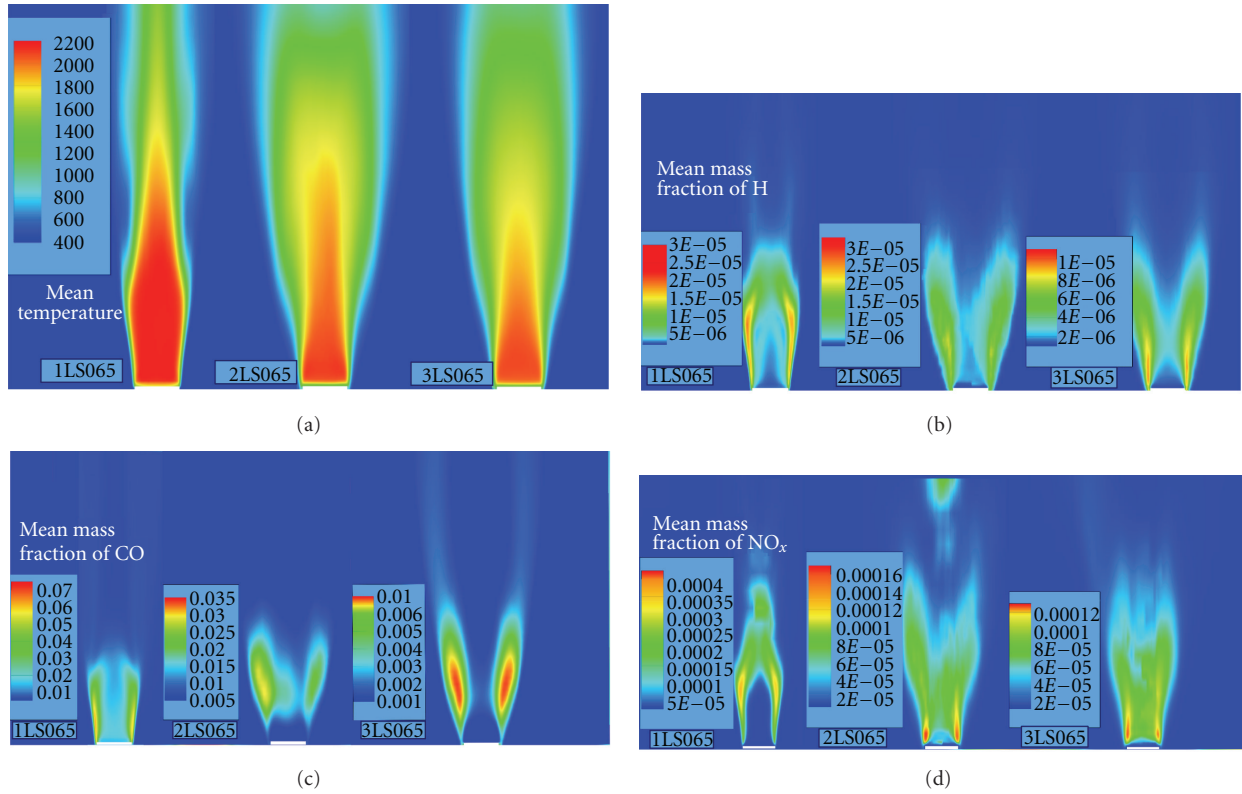 2200
2000
1800
1600
1400
1200
1000
800
600
400
Mean
temperature
1LS065
2LS065
3LS065
(a)
Mean mass
fraction of H
3E−05
2.5E−05
2E−05
1.5E−05
1E−05
5E−06
1LS065
3E−05
2.5E−05
2E−05
1.5E−05
1E−05
5E−06
2LS065
1E−05
8E−06
6E−06
4E−06
2E−06
3LS065
(b)
Mean mass
fraction of CO
0.07
0.06
0.05
0.04
0.03
0.02
0.01
1LS065
0.035
0.03
0.025
0.02
0.015
0.01
0.005
2LS065
0.01
0.006
0.005
0.004
0.003
0.002
0.001
3LS065
(c)
Mean mass
fraction of NOx
0.0004
0.00035
0.0003
0.00025
0.0002
0.00015
0.0001
5E−05
1LS065
0.00016
0.00014
0.00012
0.0001
8E−05
6E−05
4E−05
2E−05
2LS065
0.00012
0.0001
8E−05
6E−05
4E−05
2E−05
3LS065
(d)